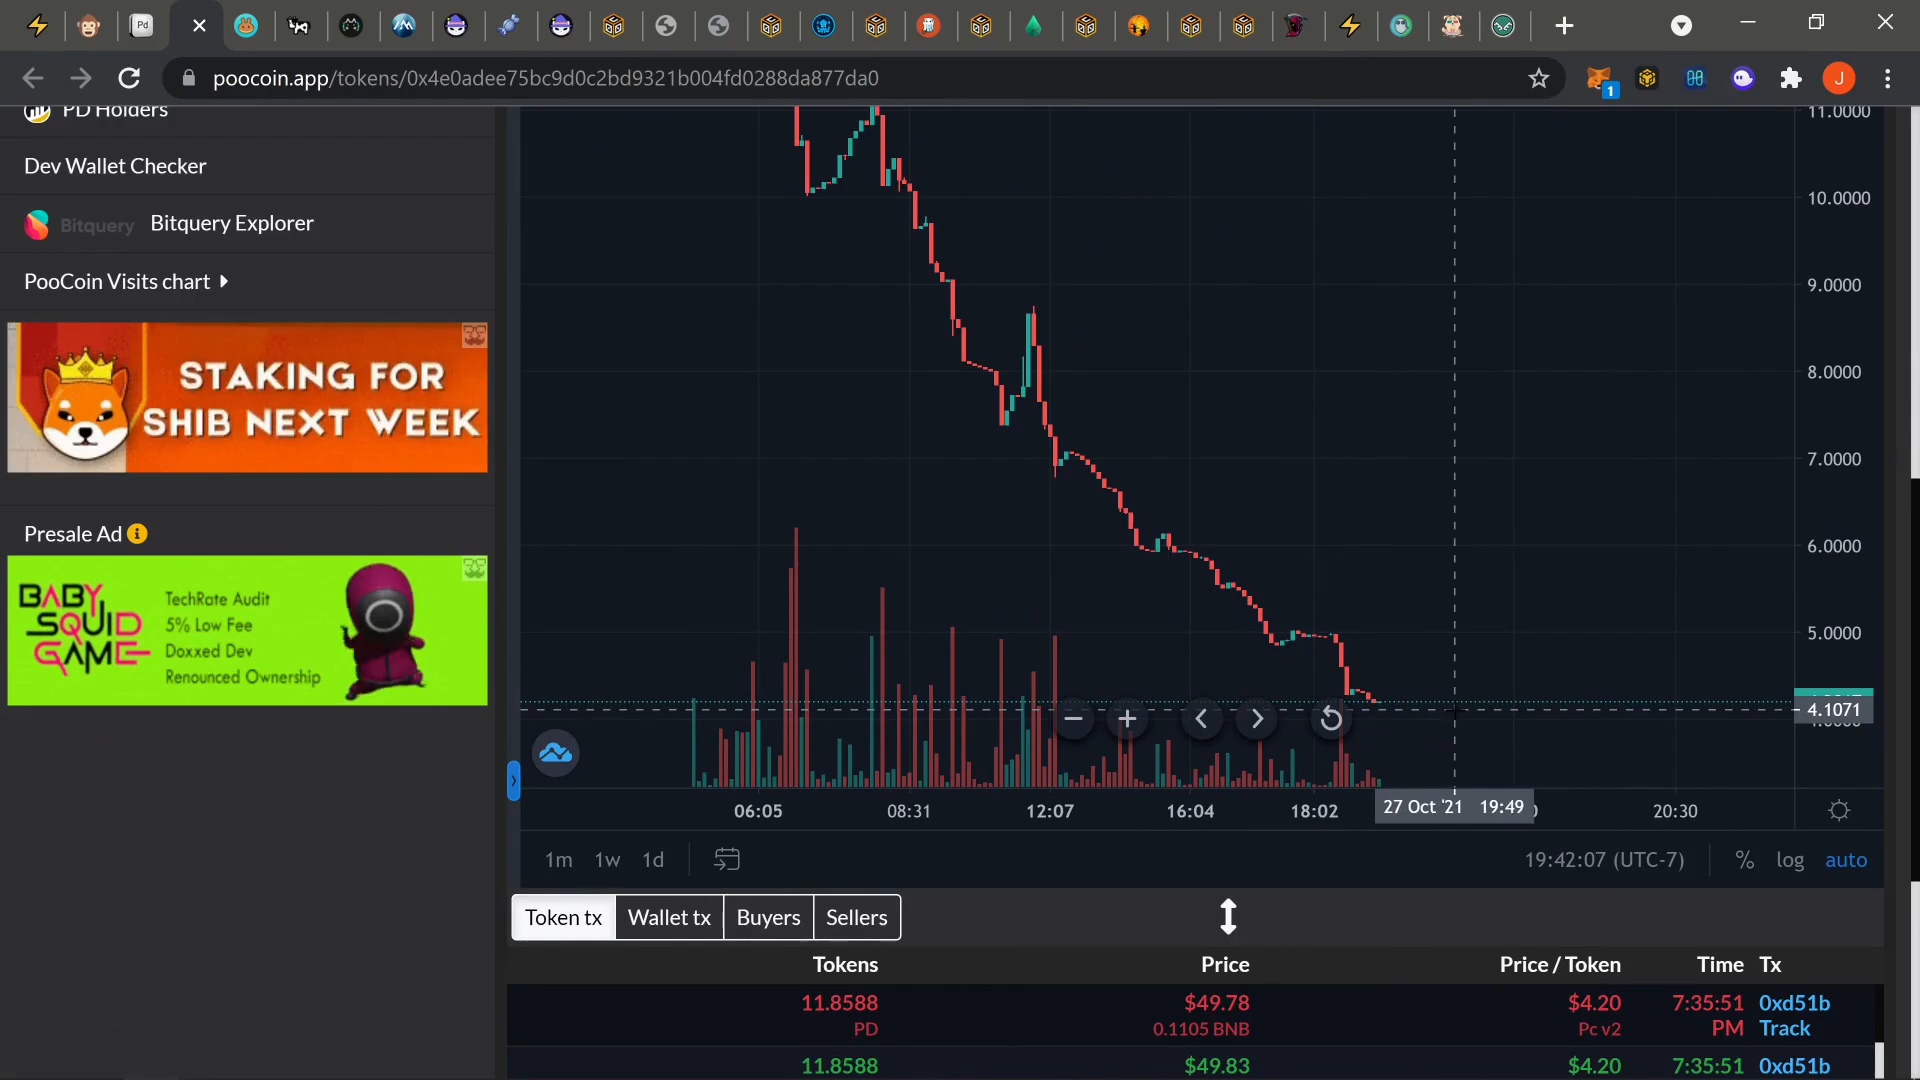 Pd
poocoin.app/tokens/0x4e0adee75bc9d0c2bd9321b004fd0288da877da0
1
J
PD Holders
Dev Wallet Checker
Bitquery Bitquery Explorer
PooCoin Visits chart
STAKING FOR
SHIB NEXT WEEK
Presale Ad
BABY
SQUID
GAME
TechRate Audit
5% Low Fee
Doxxed Dev
Renounced Ownership
11.0000
10.0000
9.0000
8.0000
7.0000
6.0000
5.0000
4.1071
06:05 08:31 12:07 16:04 18:02 27 Oct '21 19:49 20:30
1m 1w 1d 19:42:07 (UTC-7) % log auto
Token tx Wallet tx Buyers Sellers
Tokens Price Price / Token Time Tx
11.8588 $49.78 $4.20 7:35:51 0xd51b
PD 0.1105 BNB Pc v2 PM Track
11.8588 $49.83 $4.20 7:35:51 0xd51b